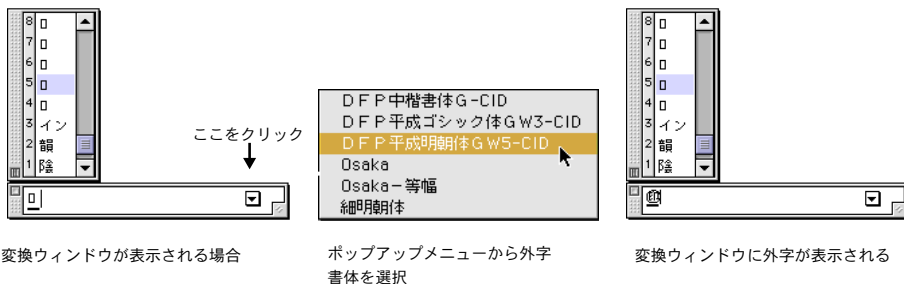 8 ▯
7 ▯
6 ▯
5 ▯
4 ▯
3 イン
2 韻
1 陰
▯
ここをクリック
変換ウィンドウが表示される場合
ＤＦＰ中楷書体Ｇ-CID
ＤＦＰ平成ゴシック体ＧＷ3-CID
ＤＦＰ平成明朝体ＧＷ5-CID
Osaka
Osaka－等幅
細明朝体
ポップアップメニューから外字
書体を選択
8 ▯
7 ▯
6 ▯
5 ▯
4 ▯
3 イン
2 韻
1 陰
変換ウィンドウに外字が表示される